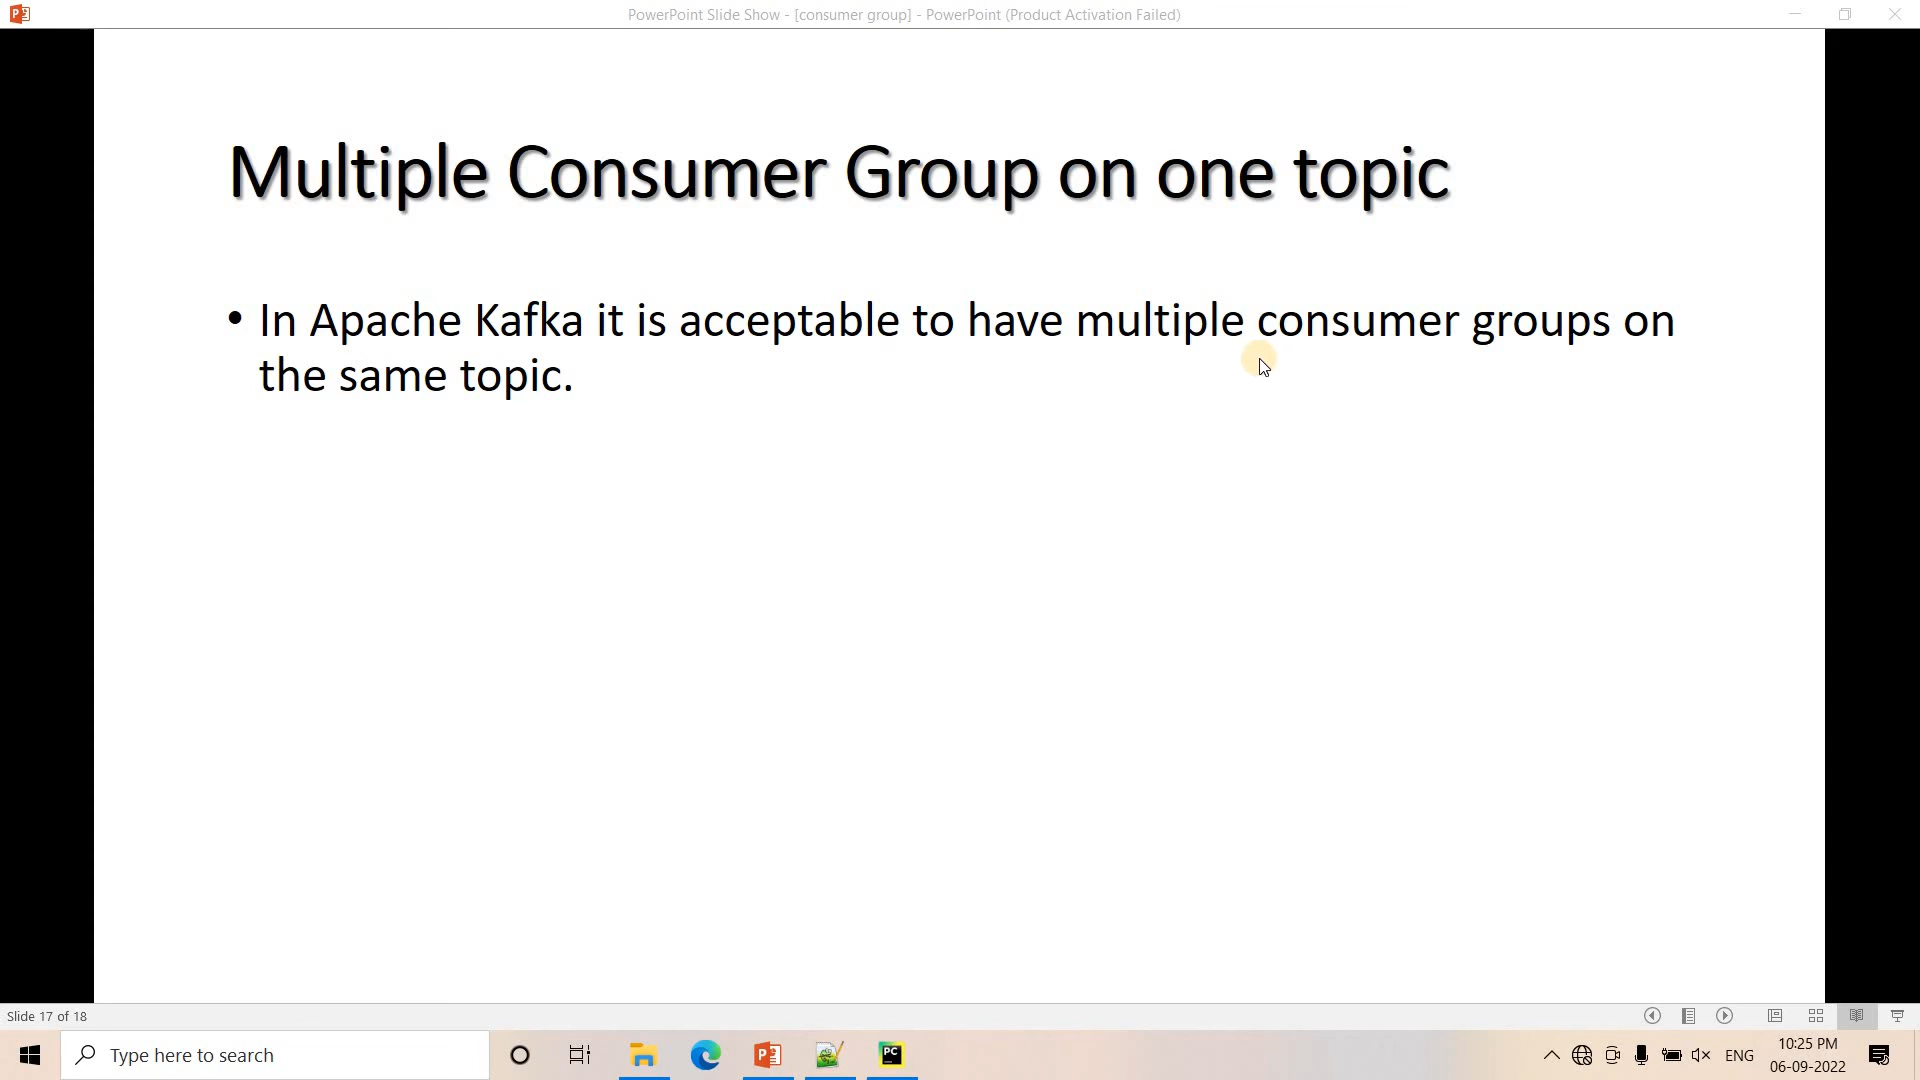 PowerPoint Slide Show - [consumer group] - PowerPoint (Product Activation Failed)
Multiple Consumer Group on one topic
• In Apache Kafka it is acceptable to have multiple consumer groups on
the same topic.
Slide 17 of 18
Type here to search
PC
ENG
10:25 PM
06-09-2022